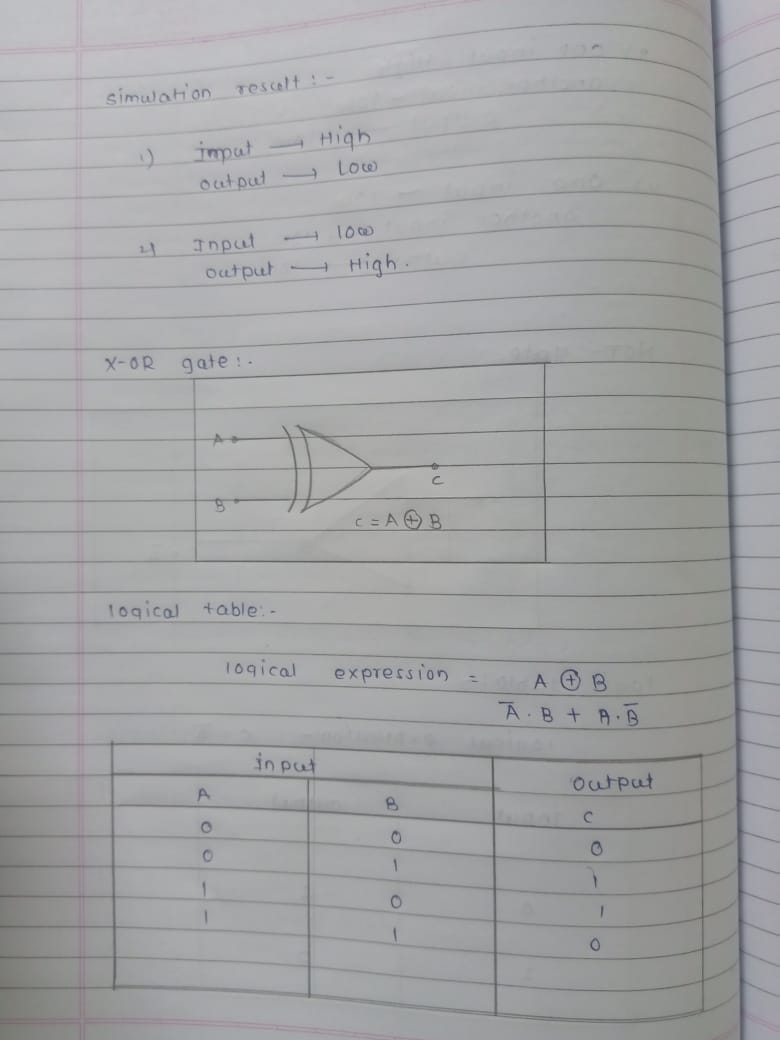 simulation rescelt :-
1) input → High
output → Low
2) Input → low
output → High.
X-OR gate :-
A
B
C
C = A ⊕ B
logical table:-
logical expression = A ⊕ B
A̅ . B + A . B̅
input output
A B C
0 0 0
0 1 1
1 0 1
1 1 0